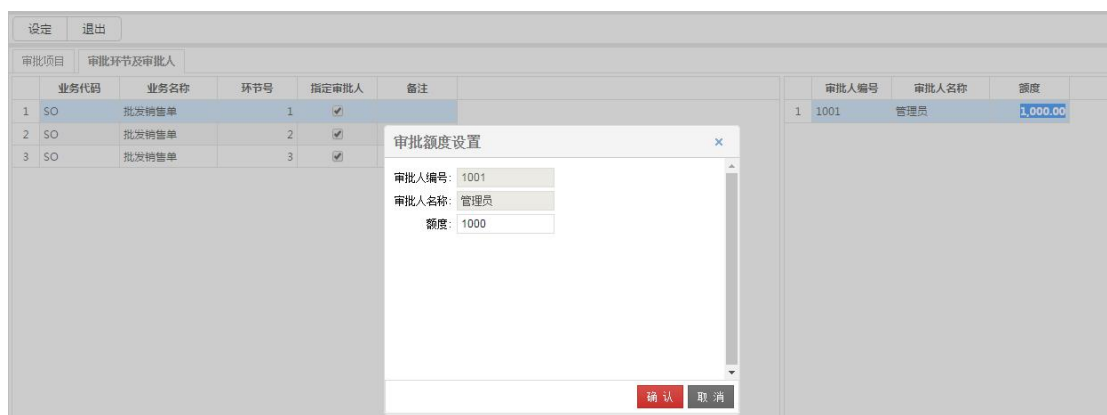 设定 退出
审批项目 审批环节及审批人
业务代码 业务名称 环节号 指定审批人 备注 审批人编号 审批人名称 额度
1 SO 批发销售单 1 1 1001 管理员 1,000.00
2 SO 批发销售单 2
3 SO 批发销售单 3
审批额度设置 ×
审批人编号: 1001
审批人名称: 管理员
额度: 1000
确认 取消